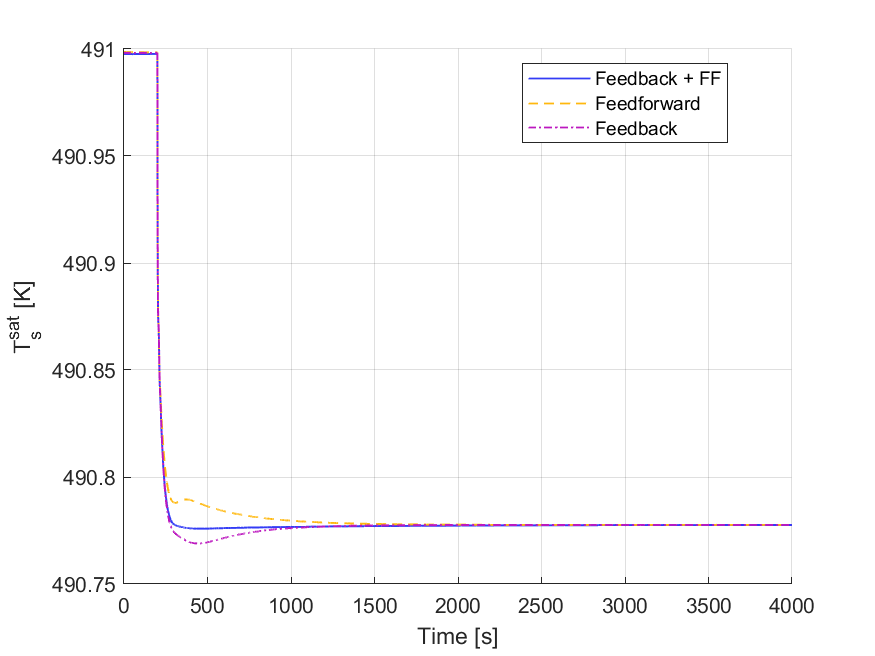 491
490.95
490.9
490.85
490.8
490.75
T_s^sat [K]
0 500 1000 1500 2000 2500 3000 3500 4000
Time [s]
Feedback + FF
Feedforward
Feedback